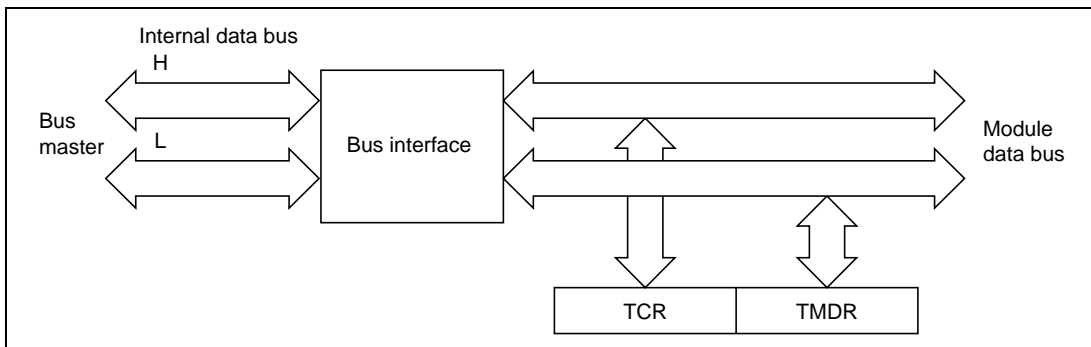 Internal data bus
H
Bus
master
L
Bus interface
Module
data bus
TCR
TMDR